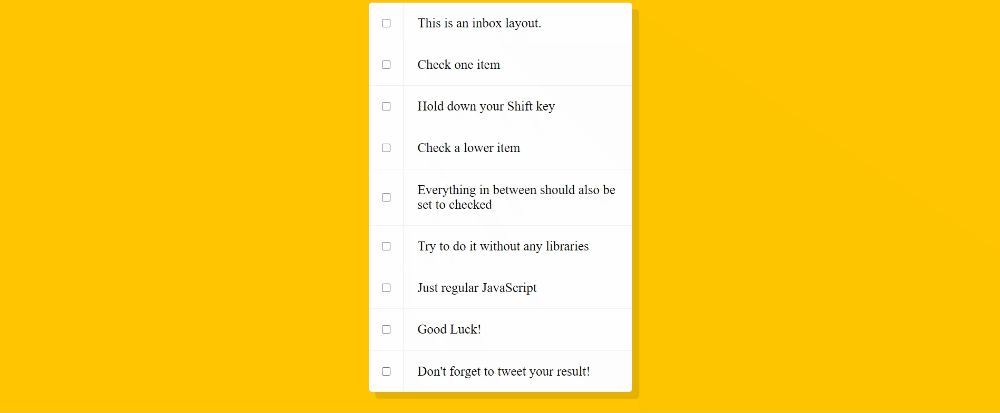 This is an inbox layout.
Check one item
Hold down your Shift key
Check a lower item
Everything in between should also be
set to checked
Try to do it without any libraries
Just regular JavaScript
Good Luck!
Don't forget to tweet your result!